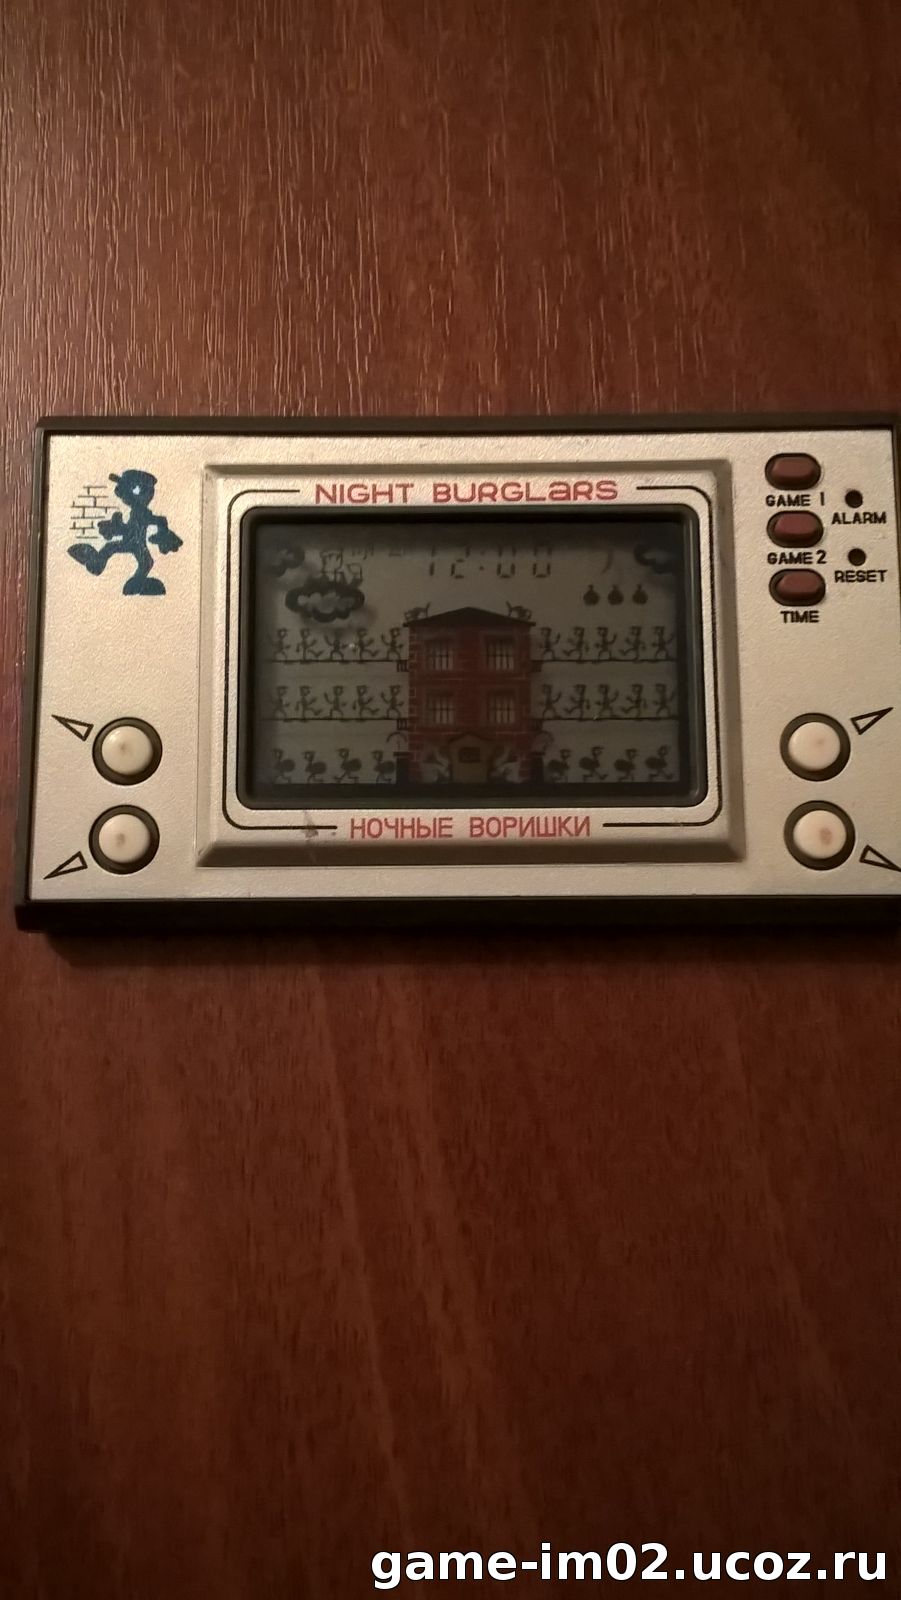 NIGHT BURGLARS
12:00
GAME 1
ALARM
GAME 2
RESET
TIME
НОЧНЫЕ ВОРИШКИ
game-im02.ucoz.ru